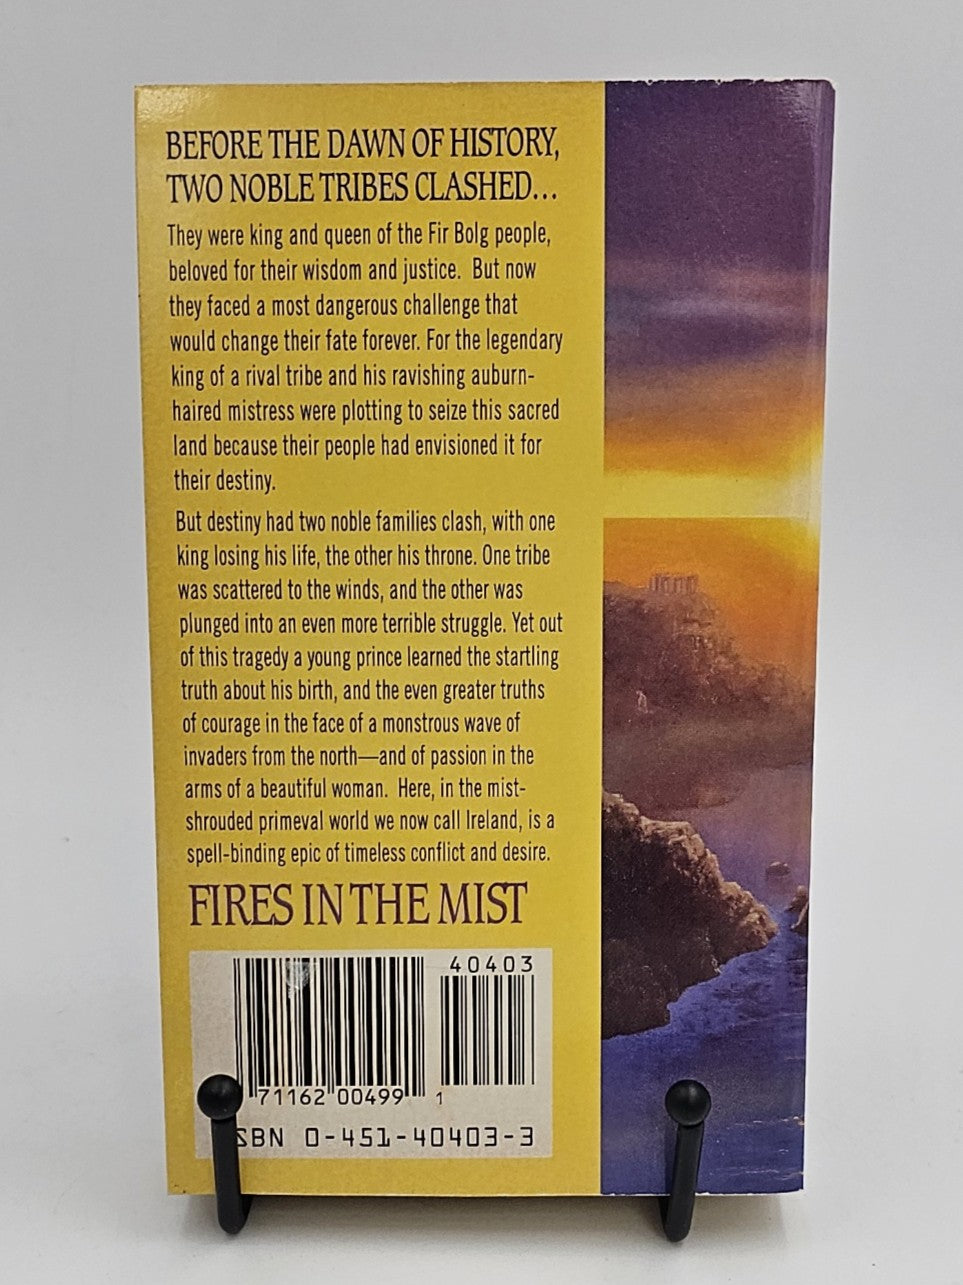 BEFORE THE DAWN OF HISTORY,
TWO NOBLE TRIBES CLASHED...
They were king and queen of the Fir Bolg people,
beloved for their wisdom and justice. But now
they faced a most dangerous challenge that
would change their fate forever. For the legendary
king of a rival tribe and his ravishing auburn-
haired mistress were plotting to seize this sacred
land because their people had envisioned it for
their destiny.
But destiny had two noble families clash, with one
king losing his life, the other his throne. One tribe
was scattered to the winds, and the other was
plunged into an even more terrible struggle. Yet out
of this tragedy a young prince learned the startling
truth about his birth, and the even greater truths
of courage in the face of a monstrous wave of
invaders from the north—and of passion in the
arms of a beautiful woman. Here, in the mist-
shrouded primeval world we now call Ireland, is a
spell-binding epic of timeless conflict and desire.
FIRES IN THE MIST
40403
71162 00499 1
SBN 0-451-40403-3